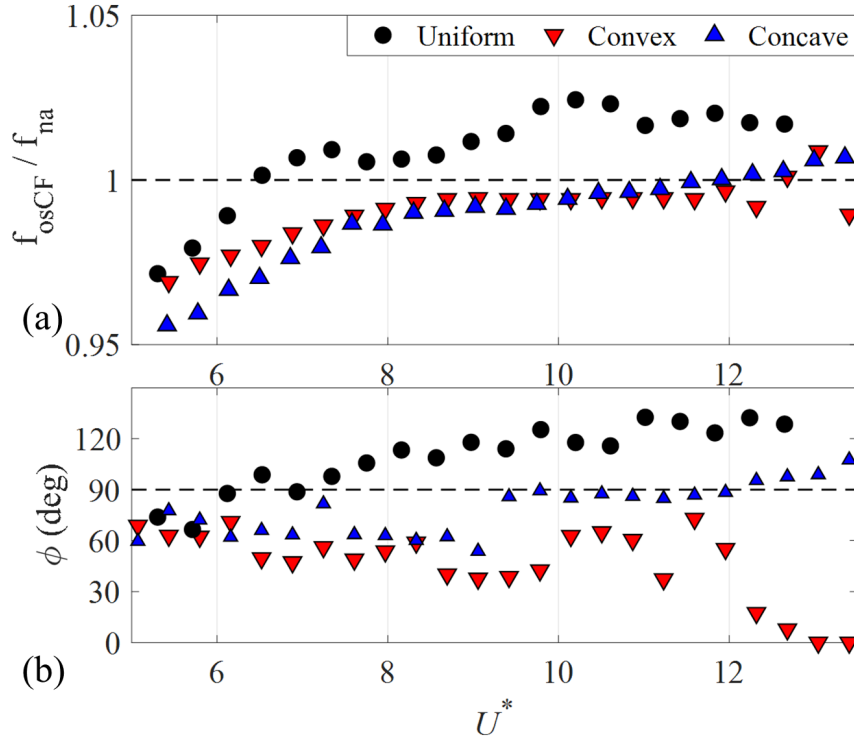 1.05
Uniform Convex Concave
f_osCF / f_na
1
(a)
0.95
6 8 10 12
120
90
ϕ (deg)
60
30
(b)
0
6 8 10 12
U*